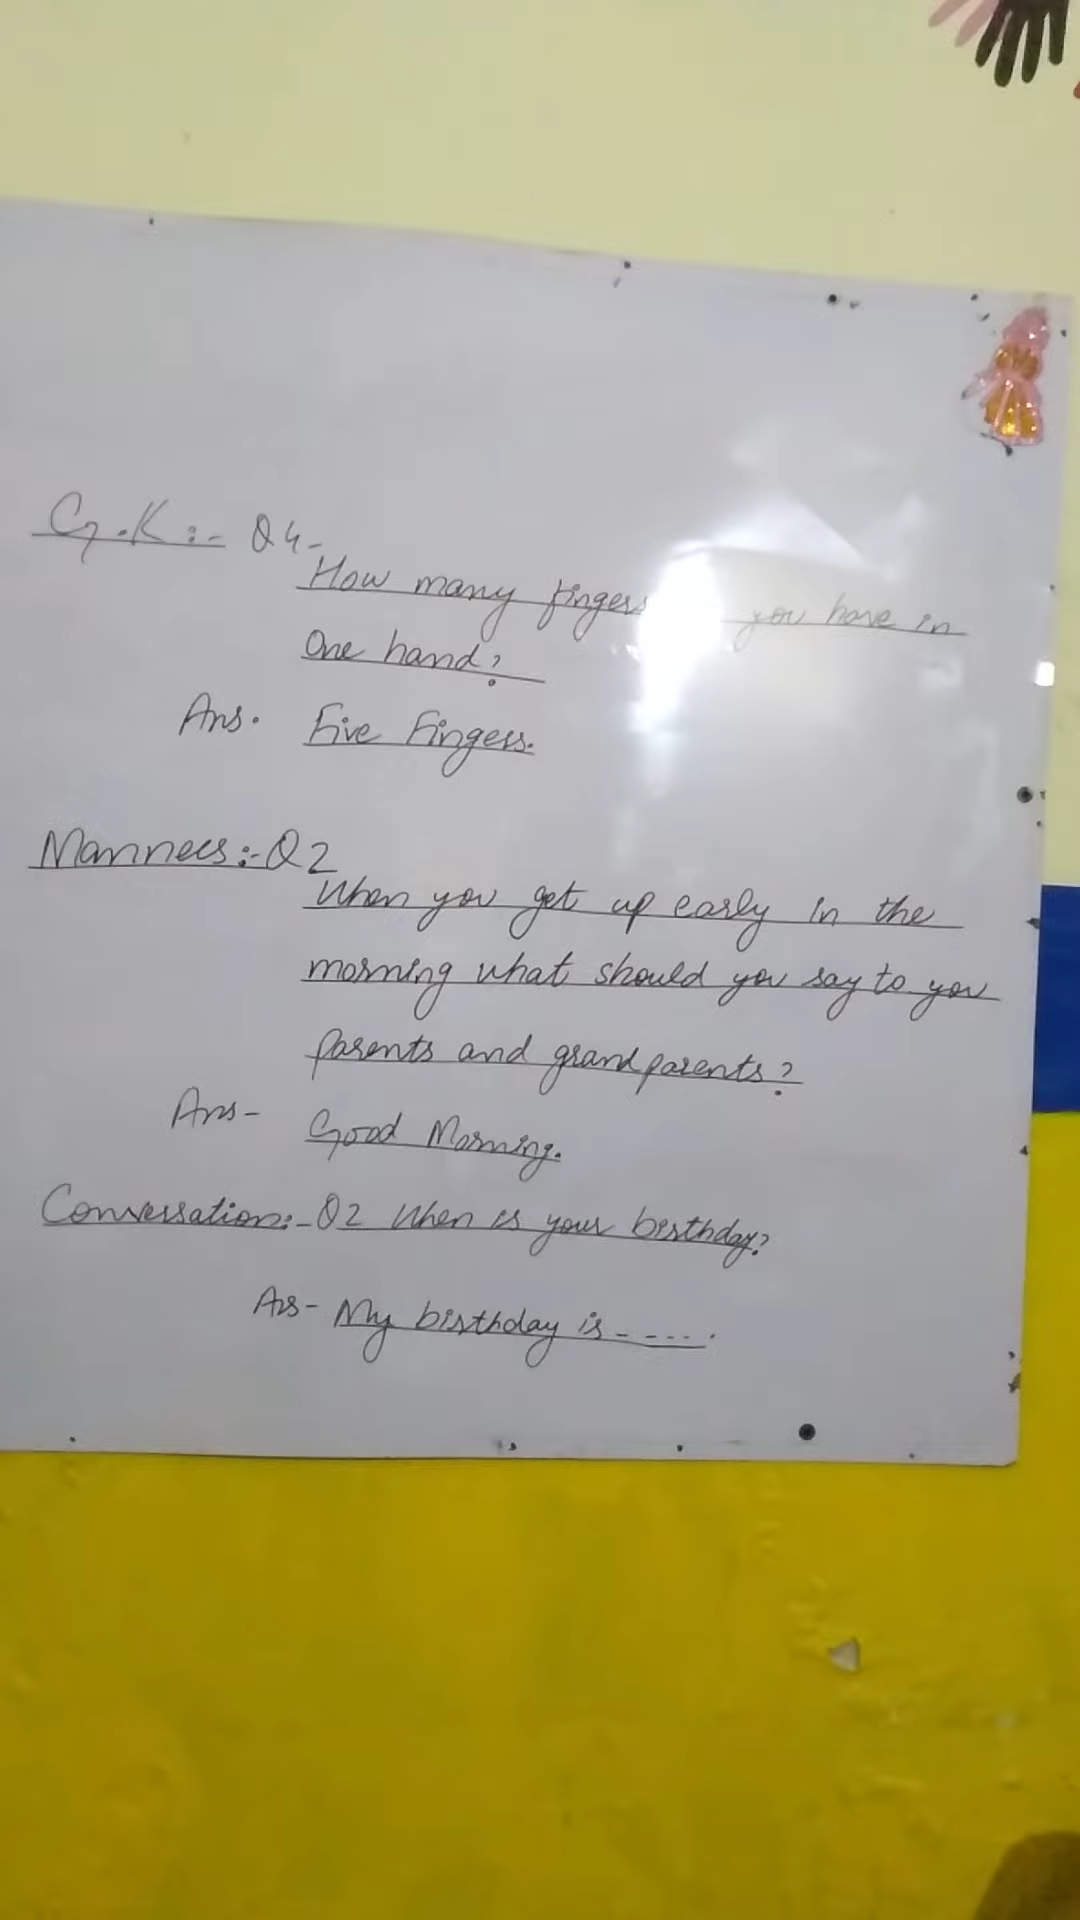 G.K :- Q4-
How many fingers you have in
One hand?
Ans. Five Fingers.
Manners:-Q2
When you get up early in the
morning what should you say to you
parents and grandparents?
Ans- Good Morning.
Conversation:-Q2 When is your birthday?
Ans- My birthday is - - - - - .